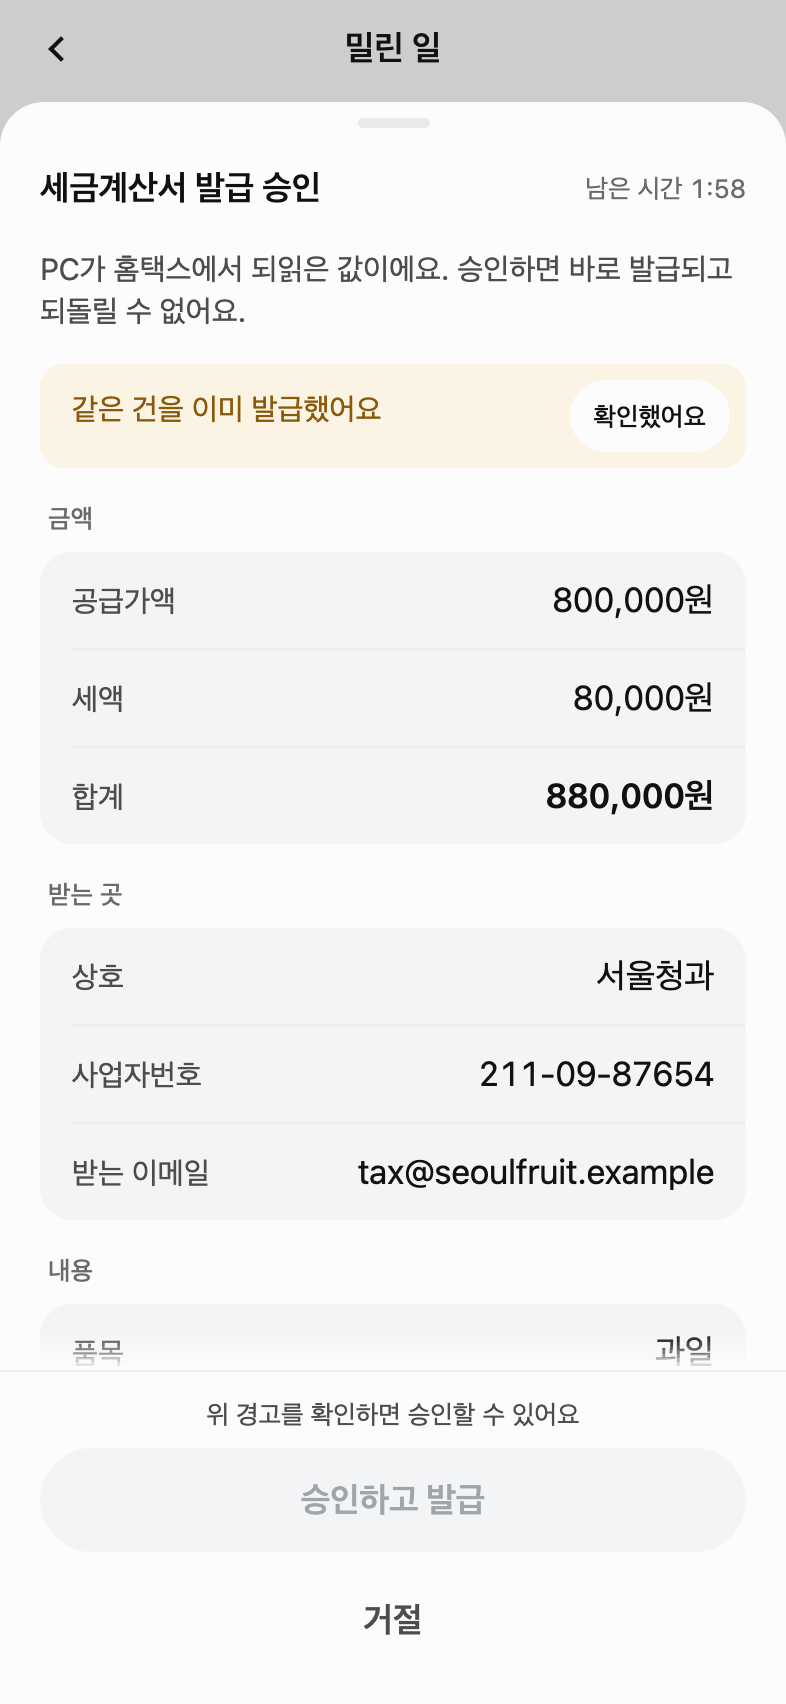 밀린 일
세금계산서 발급 승인
남은 시간 1:58
PC가 홈택스에서 되읽은 값이에요. 승인하면 바로 발급되고
되돌릴 수 없어요.
같은 건을 이미 발급했어요
확인했어요
금액
공급가액
800,000원
세액
80,000원
합계
880,000원
받는 곳
상호
서울청과
사업자번호
211-09-87654
받는 이메일
tax@seoulfruit.example
내용
품목
과일
위 경고를 확인하면 승인할 수 있어요
승인하고 발급
거절